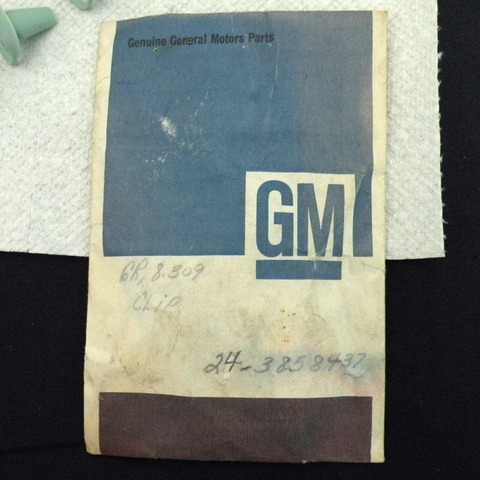 Genuine General Motors Parts
GM
GR, 8.309
CLiP
24-3858437